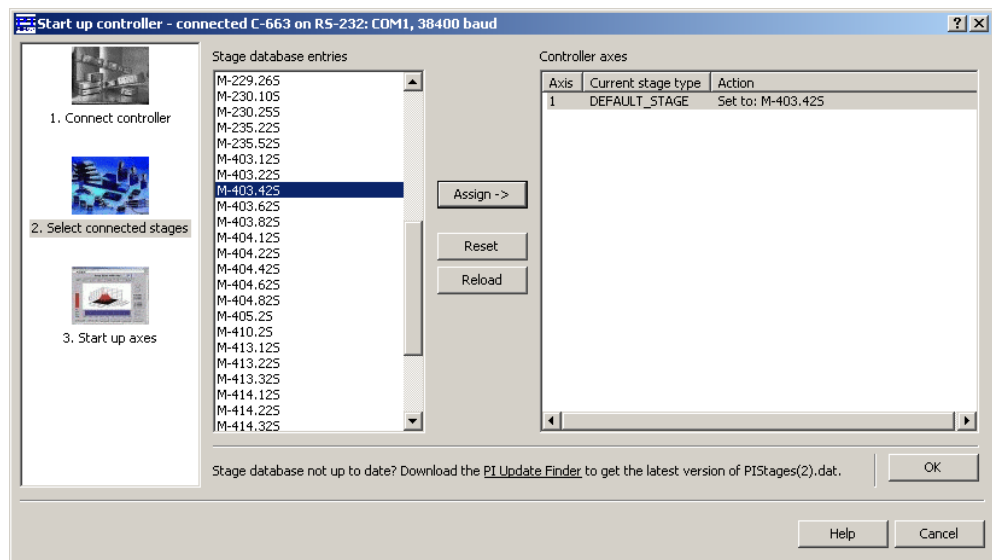 Start up controller - connected C-663 on RS-232: COM1, 38400 baud
1. Connect controller
2. Select connected stages
3. Start up axes
Stage database entries
M-229.26S
M-230.10S
M-230.25S
M-235.22S
M-235.52S
M-403.12S
M-403.22S
M-403.42S
M-403.62S
M-403.82S
M-404.12S
M-404.22S
M-404.42S
M-404.62S
M-404.82S
M-405.2S
M-410.2S
M-413.12S
M-413.22S
M-413.32S
M-414.12S
M-414.22S
M-414.32S
Assign ->
Reset
Reload
Controller axes
Axis Current stage type Action
1 DEFAULT_STAGE Set to: M-403.42S
Stage database not up to date? Download the PI Update Finder to get the latest version of PIStages(2).dat.
OK
Help Cancel